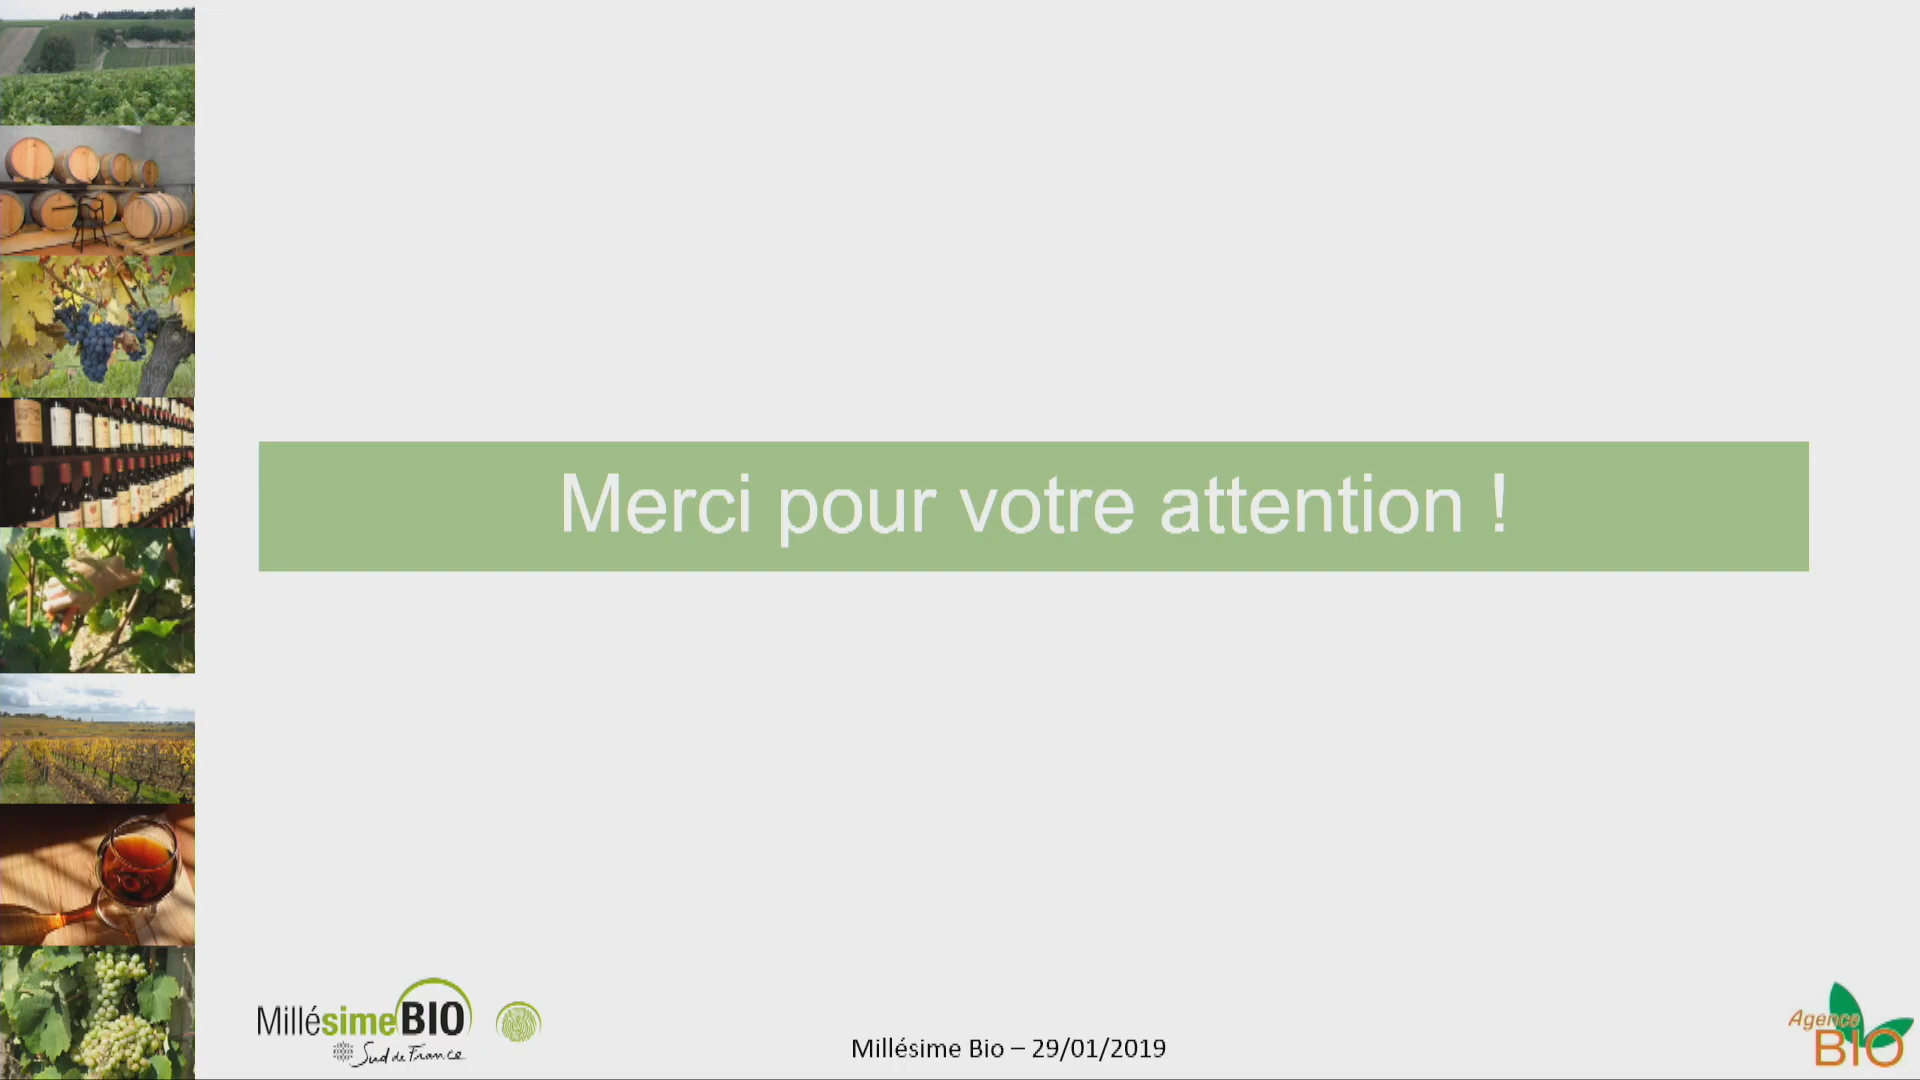 Merci pour votre attention !
MillésimeBIO
Sud de France
Millésime Bio – 29/01/2019
Agence
BIO